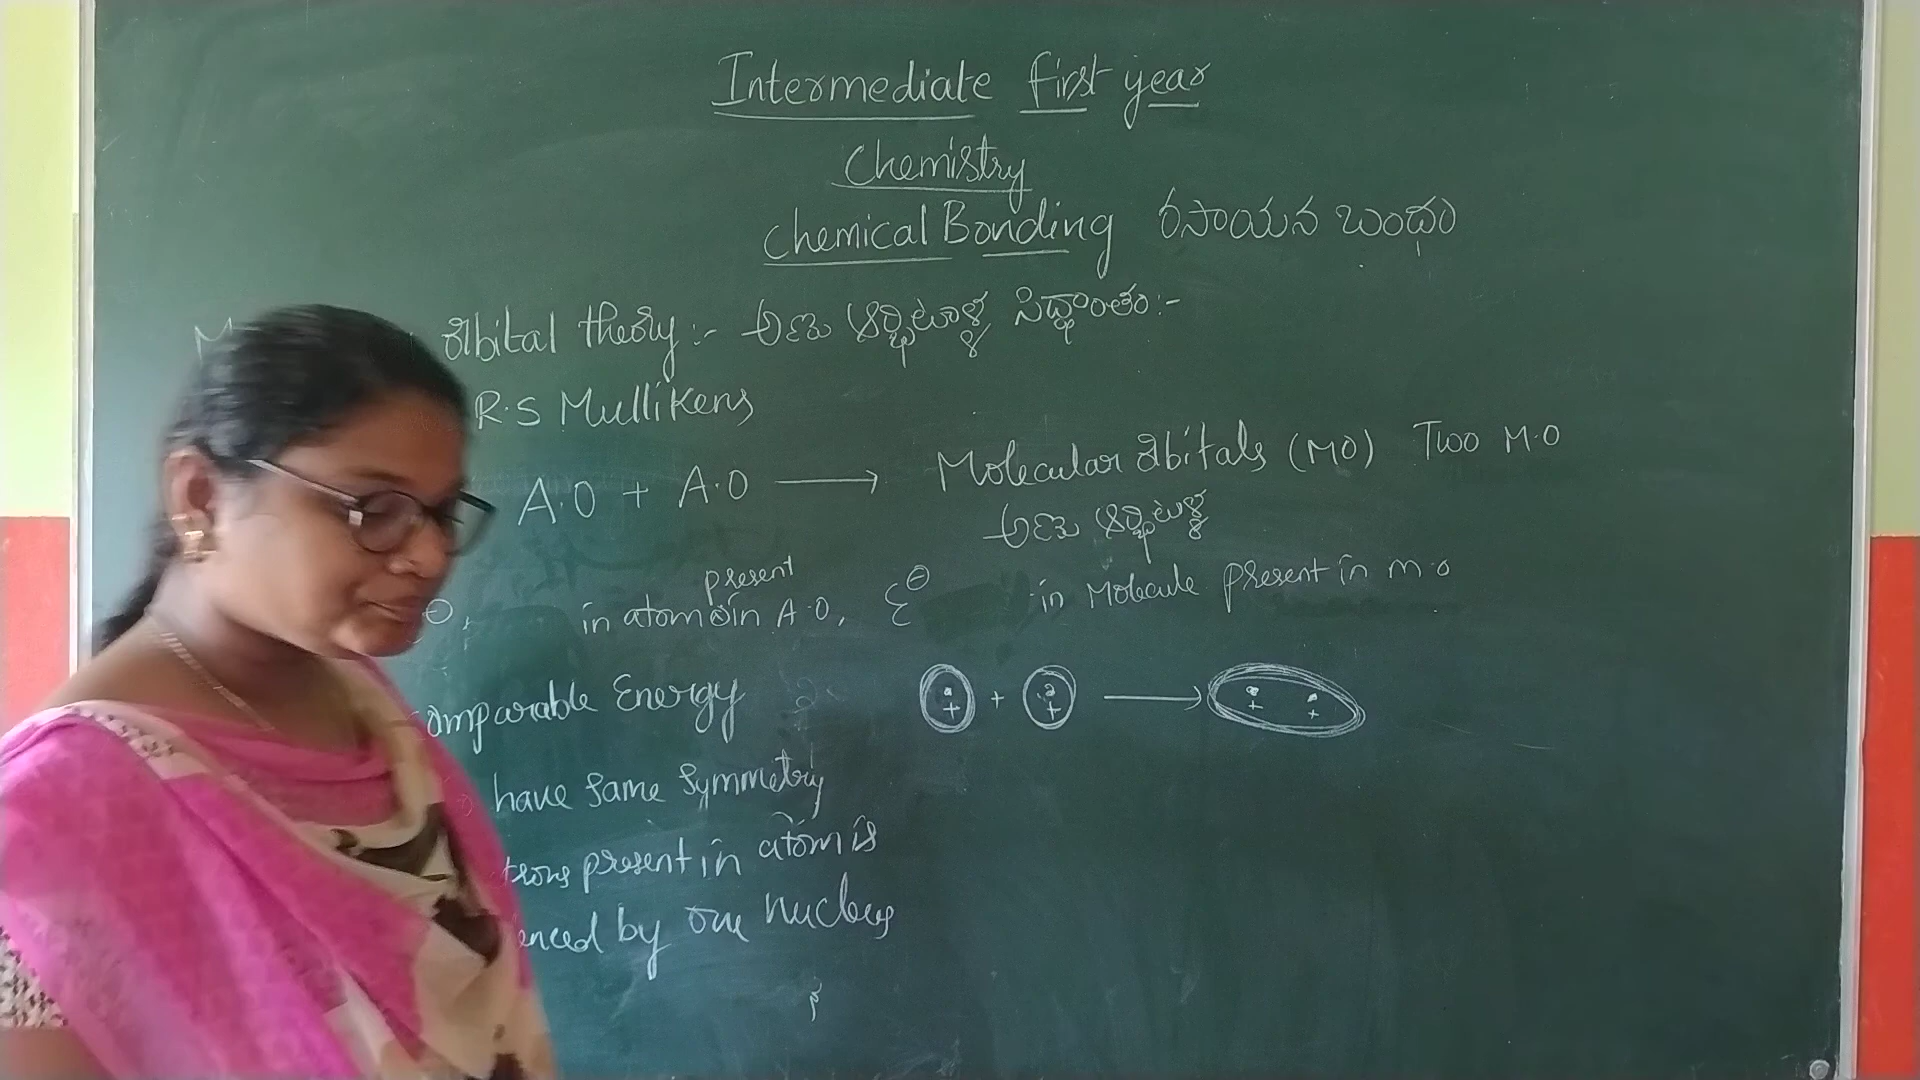 Intermediate first year
Chemistry
Chemical Bonding రసాయన బంధం
orbital theory :- అణు ఆర్బిటాళ్ళ సిద్ధాంతం:-
R.S Mullikens
A.O + A.O ⟶ Molecular orbitals (MO) Two M.O
అణు ఆర్బిటాళ్ళ
present
in atom in A.O, in Molecule present in m.o
omparable Energy
+ ⟶
have same symmetry
trons present in atom is
enced by one nucleus